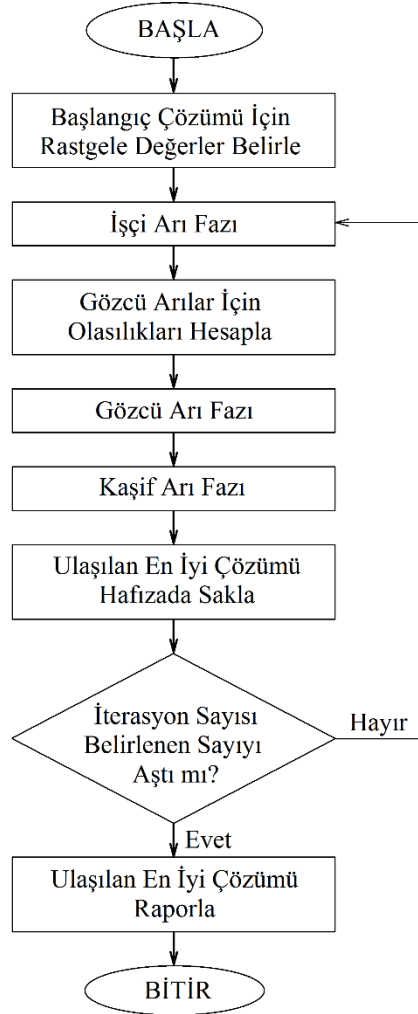 BAŞLA
Başlangıç Çözümü İçin
Rastgele Değerler Belirle
İşçi Arı Fazı
Gözcü Arılar İçin
Olasılıkları Hesapla
Gözcü Arı Fazı
Kaşif Arı Fazı
Ulaşılan En İyi Çözümü
Hafızada Sakla
İterasyon Sayısı
Belirlenen Sayıyı
Aştı mı?
Hayır
Evet
Ulaşılan En İyi Çözümü
Raporla
BİTİR